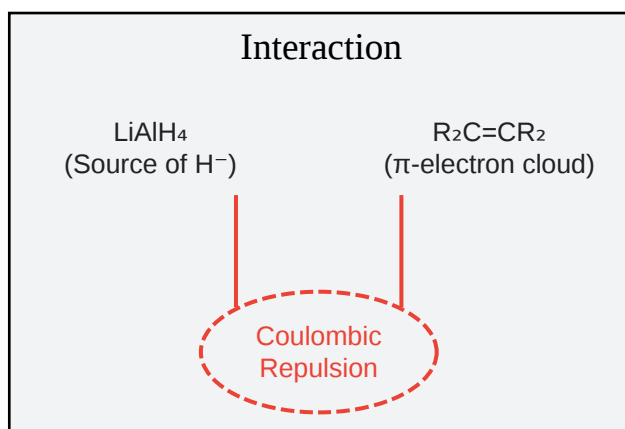 Interaction
LiAlH₄
(Source of H⁻)
R₂C=CR₂
(π-electron cloud)
Coulombic
Repulsion